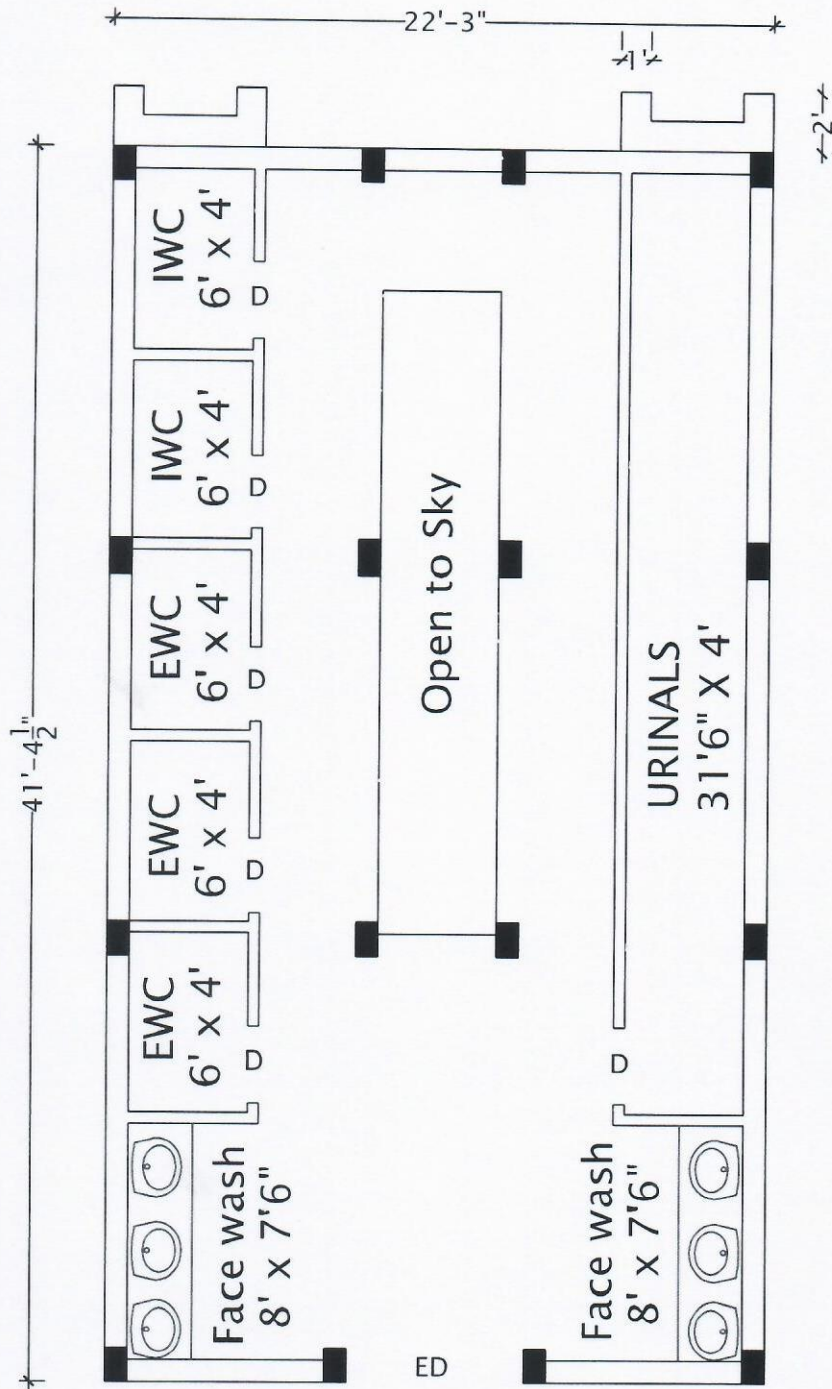 22'-3"
1'
2'
41'-4 1/2"
IWC
6' x 4'
IWC
6' x 4'
EWC
6' x 4'
EWC
6' x 4'
EWC
6' x 4'
D
D
D
D
D
Open to Sky
URINALS
31'6" X 4'
D
Face wash
8' x 7'6"
Face wash
8' x 7'6"
ED